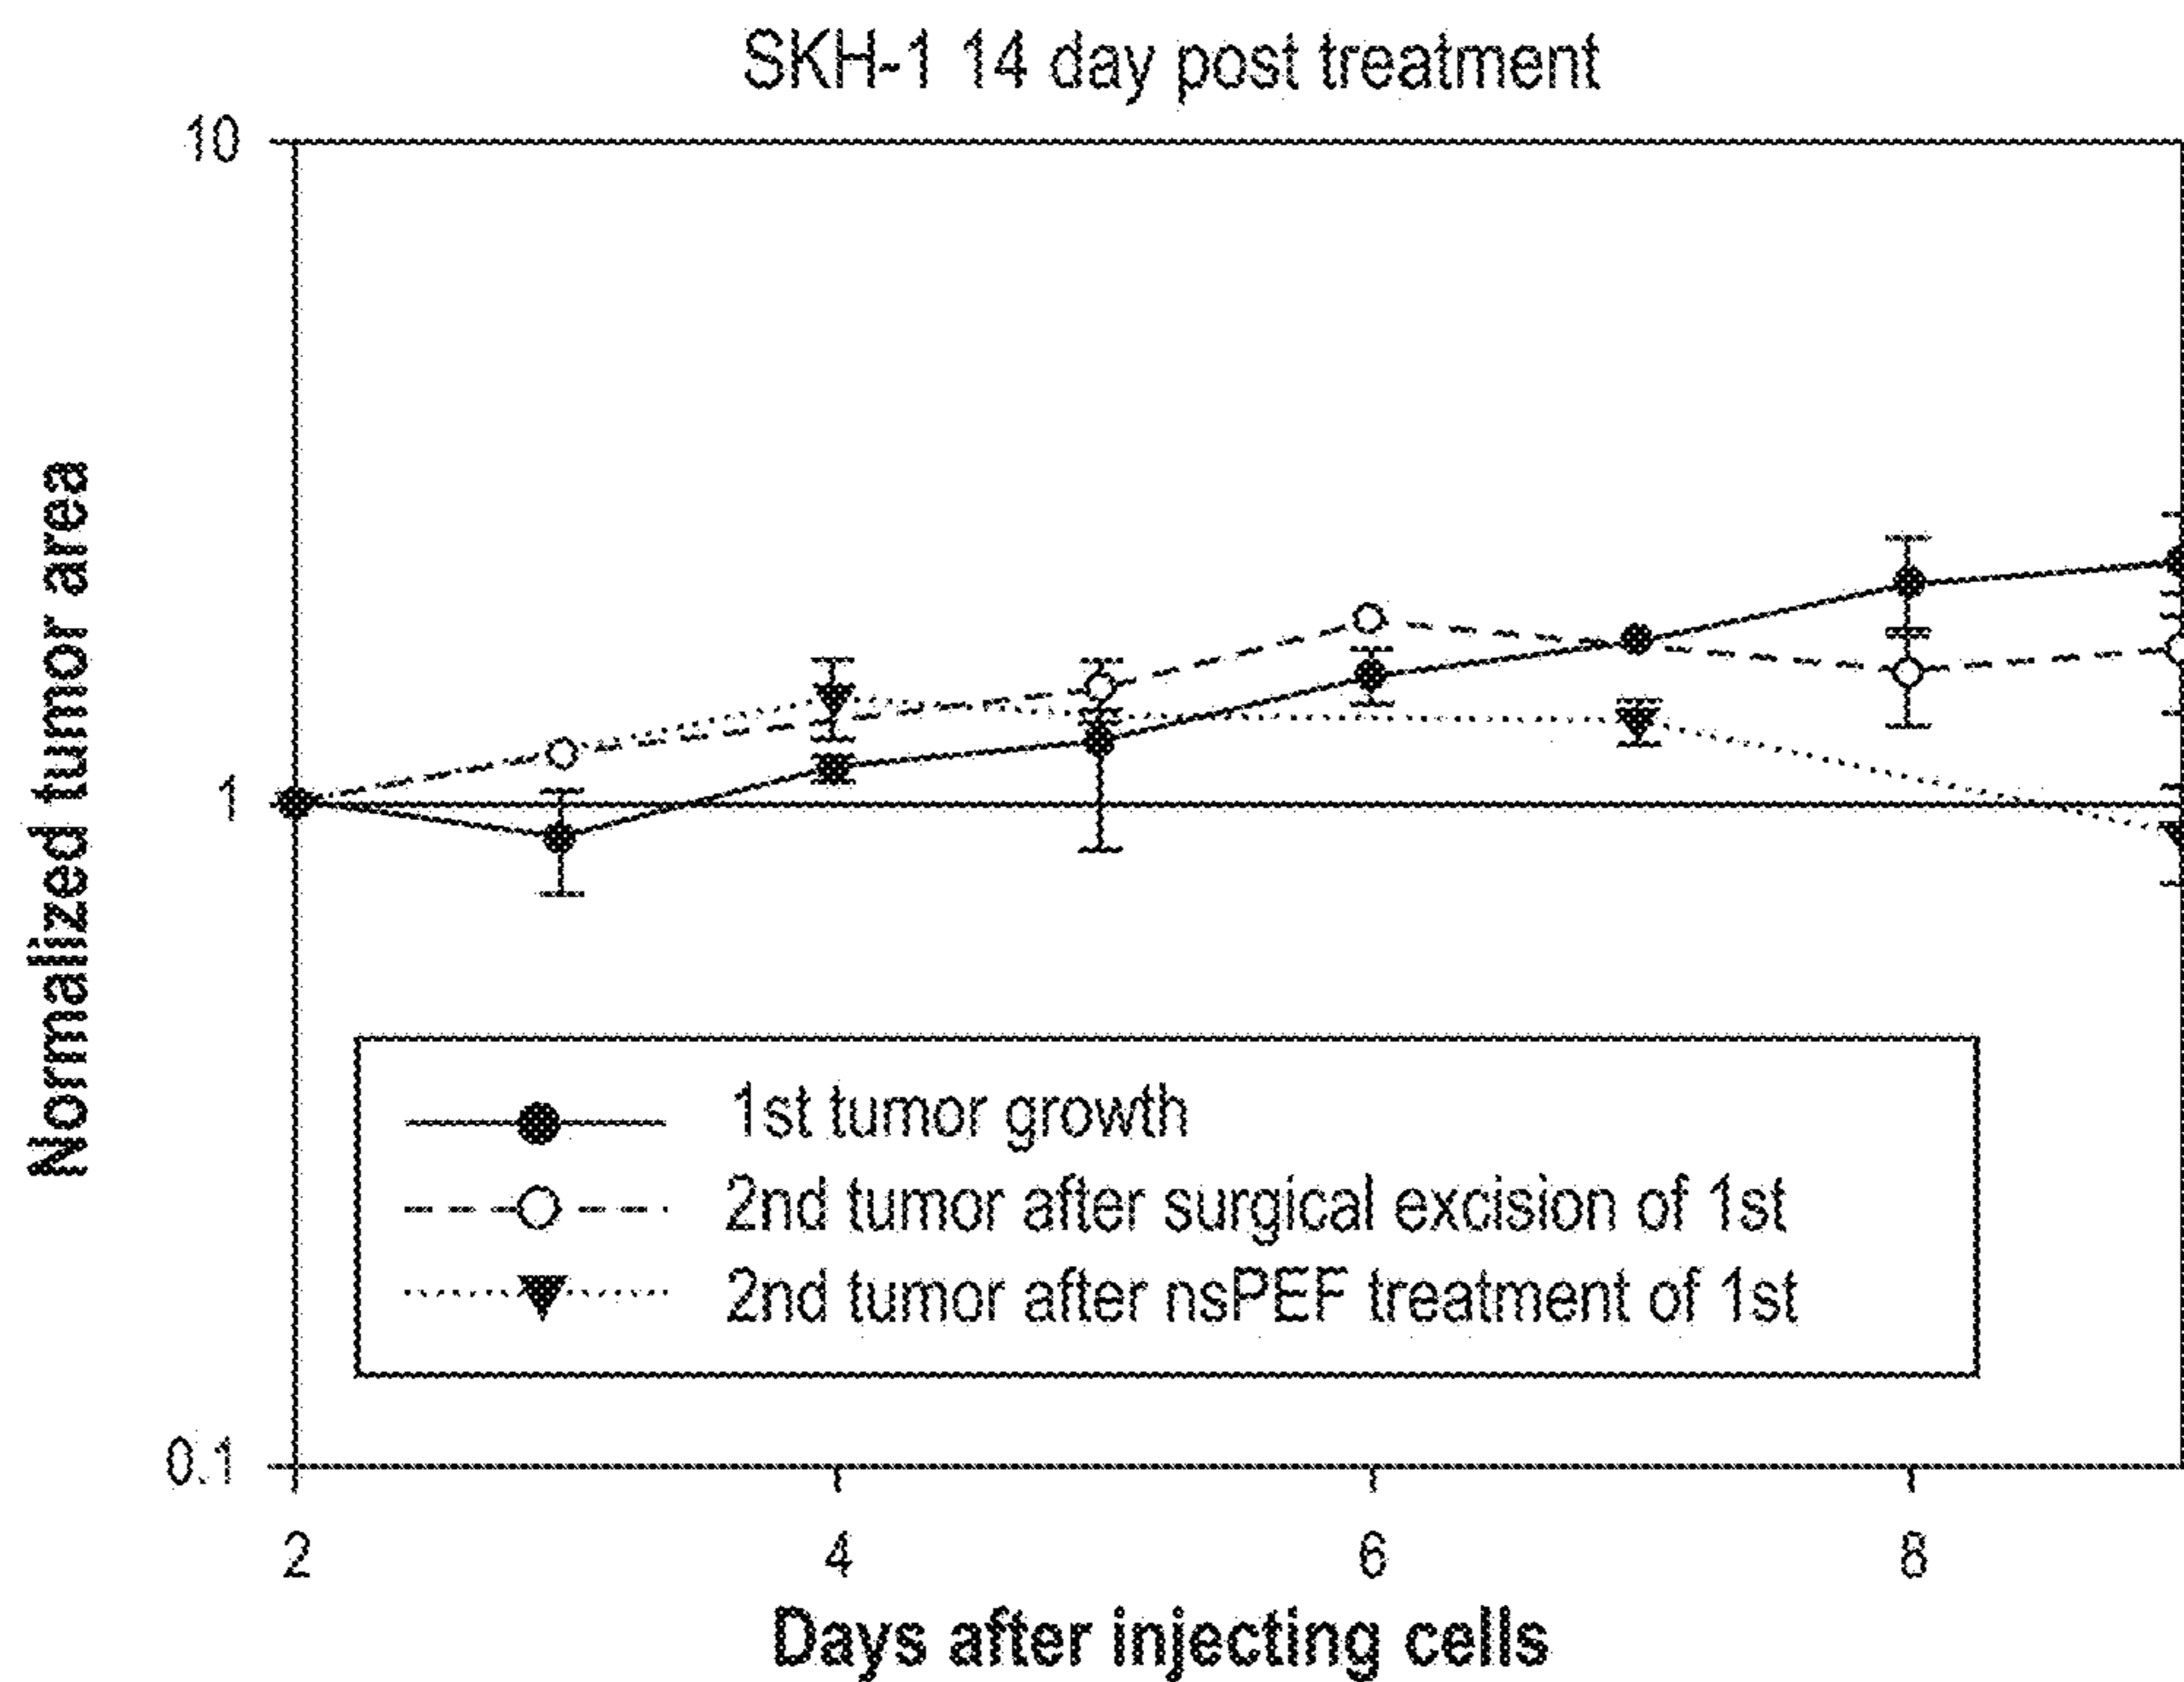 SKH-1 14 day post treatment
10
1
0.1
Normalized tumor area
1st tumor growth
2nd tumor after surgical excision of 1st
2nd tumor after nsPEF treatment of 1st
2 4 6 8
Days after injecting cells